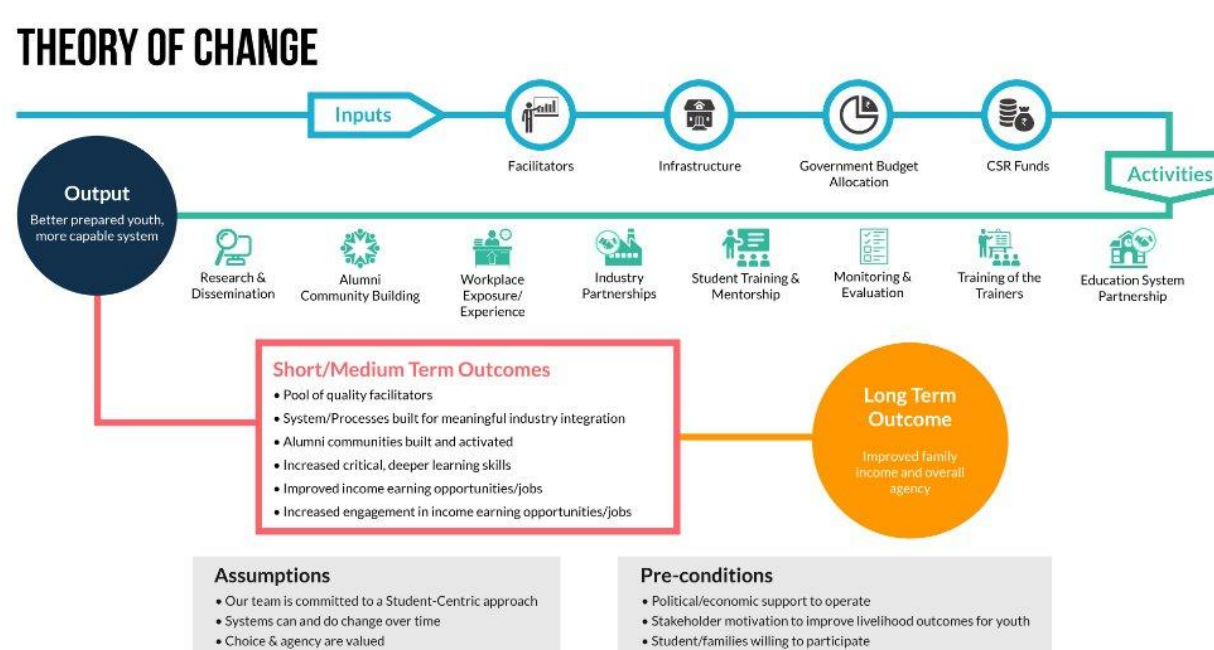 THEORY OF CHANGE
Inputs
Facilitators
Infrastructure
Government Budget
Allocation
CSR Funds
Activities
Output
Better prepared youth,
more capable system
Research &
Dissemination
Alumni
Community Building
Workplace
Exposure/
Experience
Industry
Partnerships
Student Training &
Mentorship
Monitoring &
Evaluation
Training of the
Trainers
Education System
Partnership
Short/Medium Term Outcomes
• Pool of quality facilitators
• System/Processes built for meaningful industry integration
• Alumni communities built and activated
• Increased critical, deeper learning skills
• Improved income earning opportunities/jobs
• Increased engagement in income earning opportunities/jobs
Long Term
Outcome
Improved family
income and overall
agency
Assumptions
• Our team is committed to a Student-Centric approach
• Systems can and do change over time
• Choice & agency are valued
Pre-conditions
• Political/economic support to operate
• Stakeholder motivation to improve livelihood outcomes for youth
• Student/families willing to participate